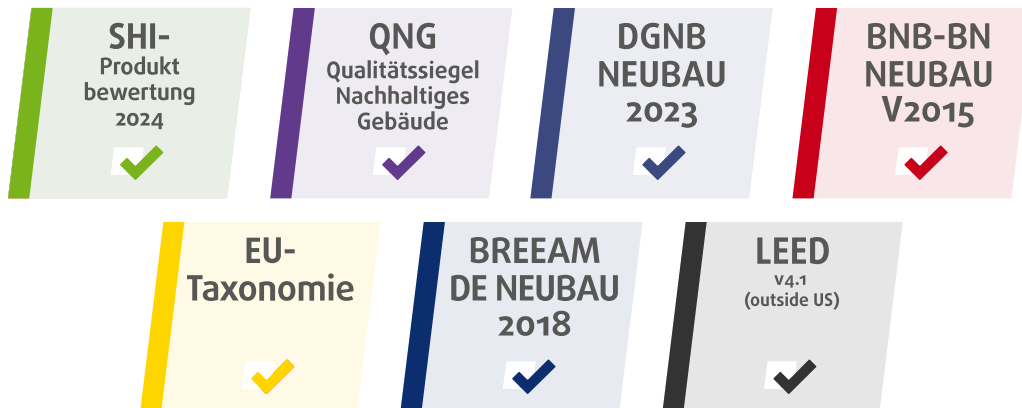 SHI-
Produkt
bewertung
2024
QNG
Qualitätssiegel
Nachhaltiges
Gebäude
DGNB
NEUBAU
2023
BNB-BN
NEUBAU
V2015
EU-
Taxonomie
BREEAM
DE NEUBAU
2018
LEED
v4.1
(outside US)